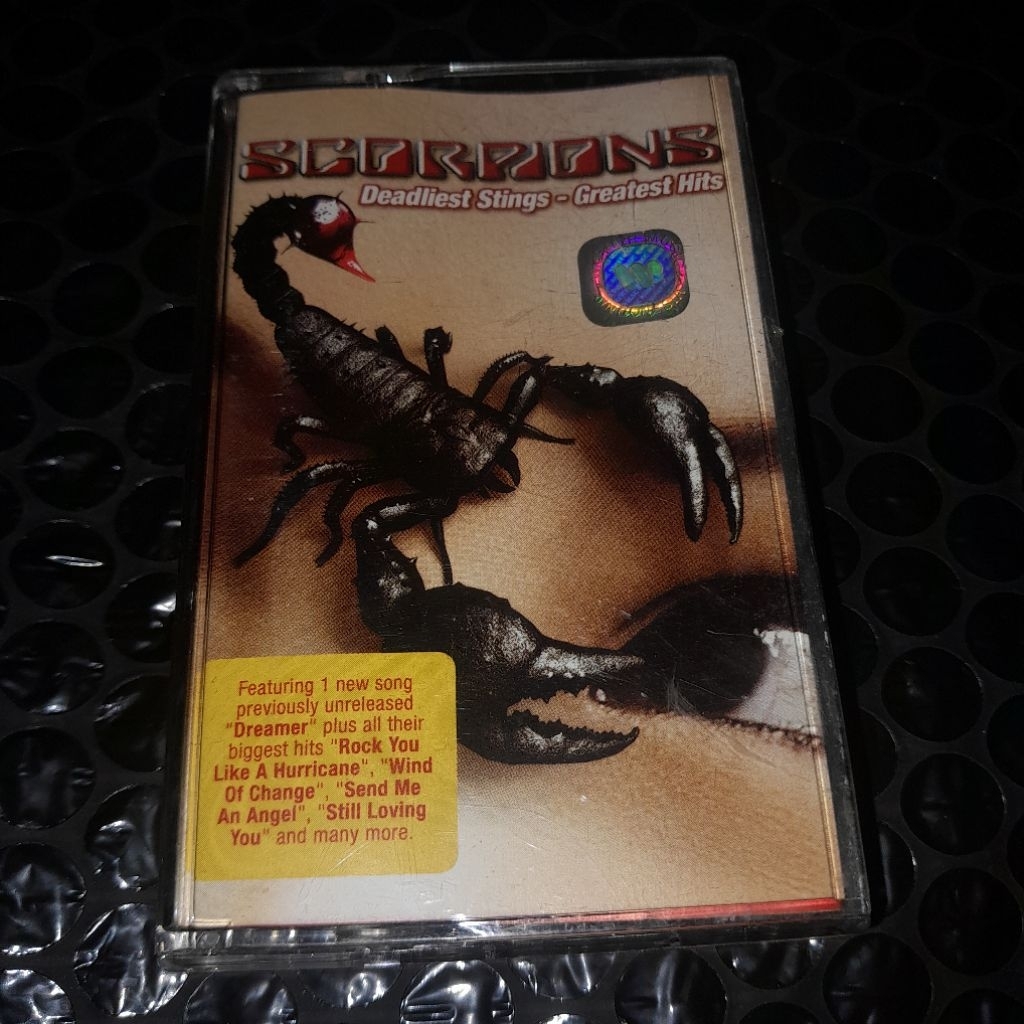 SCORPIONS
Deadliest Stings - Greatest Hits
Featuring 1 new song
previously unreleased
"Dreamer" plus all their
biggest hits "Rock You
Like A Hurricane", "Wind
Of Change", "Send Me
An Angel", "Still Loving
You" and many more.